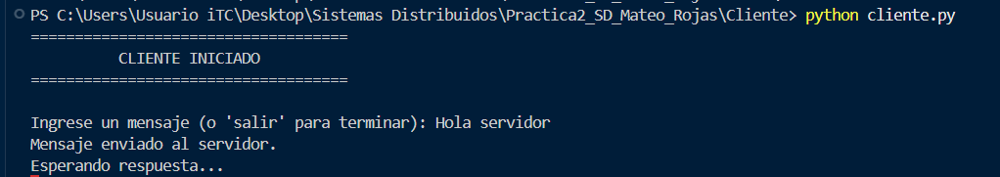 PS C:\Users\Usuario iTC\Desktop\Sistemas Distribuidos\Practica2_SD_Mateo_Rojas\Cliente> python cliente.py
====================================
CLIENTE INICIADO
====================================
Ingrese un mensaje (o 'salir' para terminar): Hola servidor
Mensaje enviado al servidor.
Esperando respuesta...